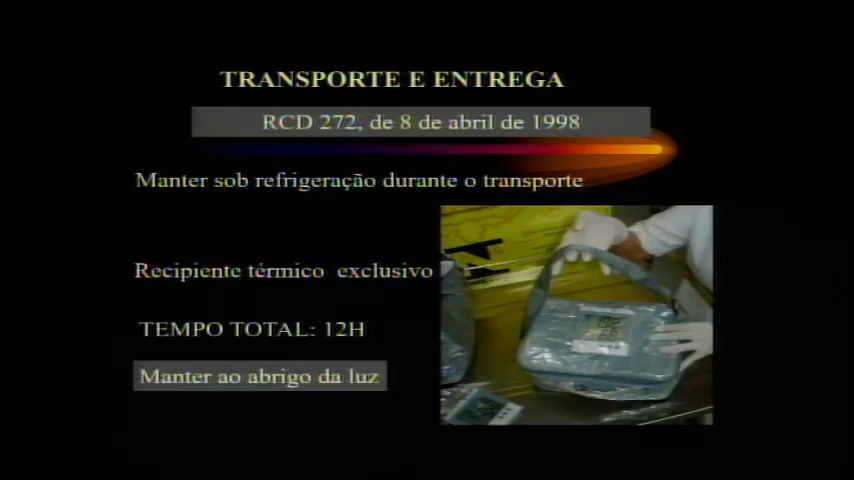 TRANSPORTE E ENTREGA
RCD 272, de 8 de abril de 1998
Manter sob refrigeração durante o transporte
Recipiente térmico exclusivo
TEMPO TOTAL: 12H
Manter ao abrigo da luz